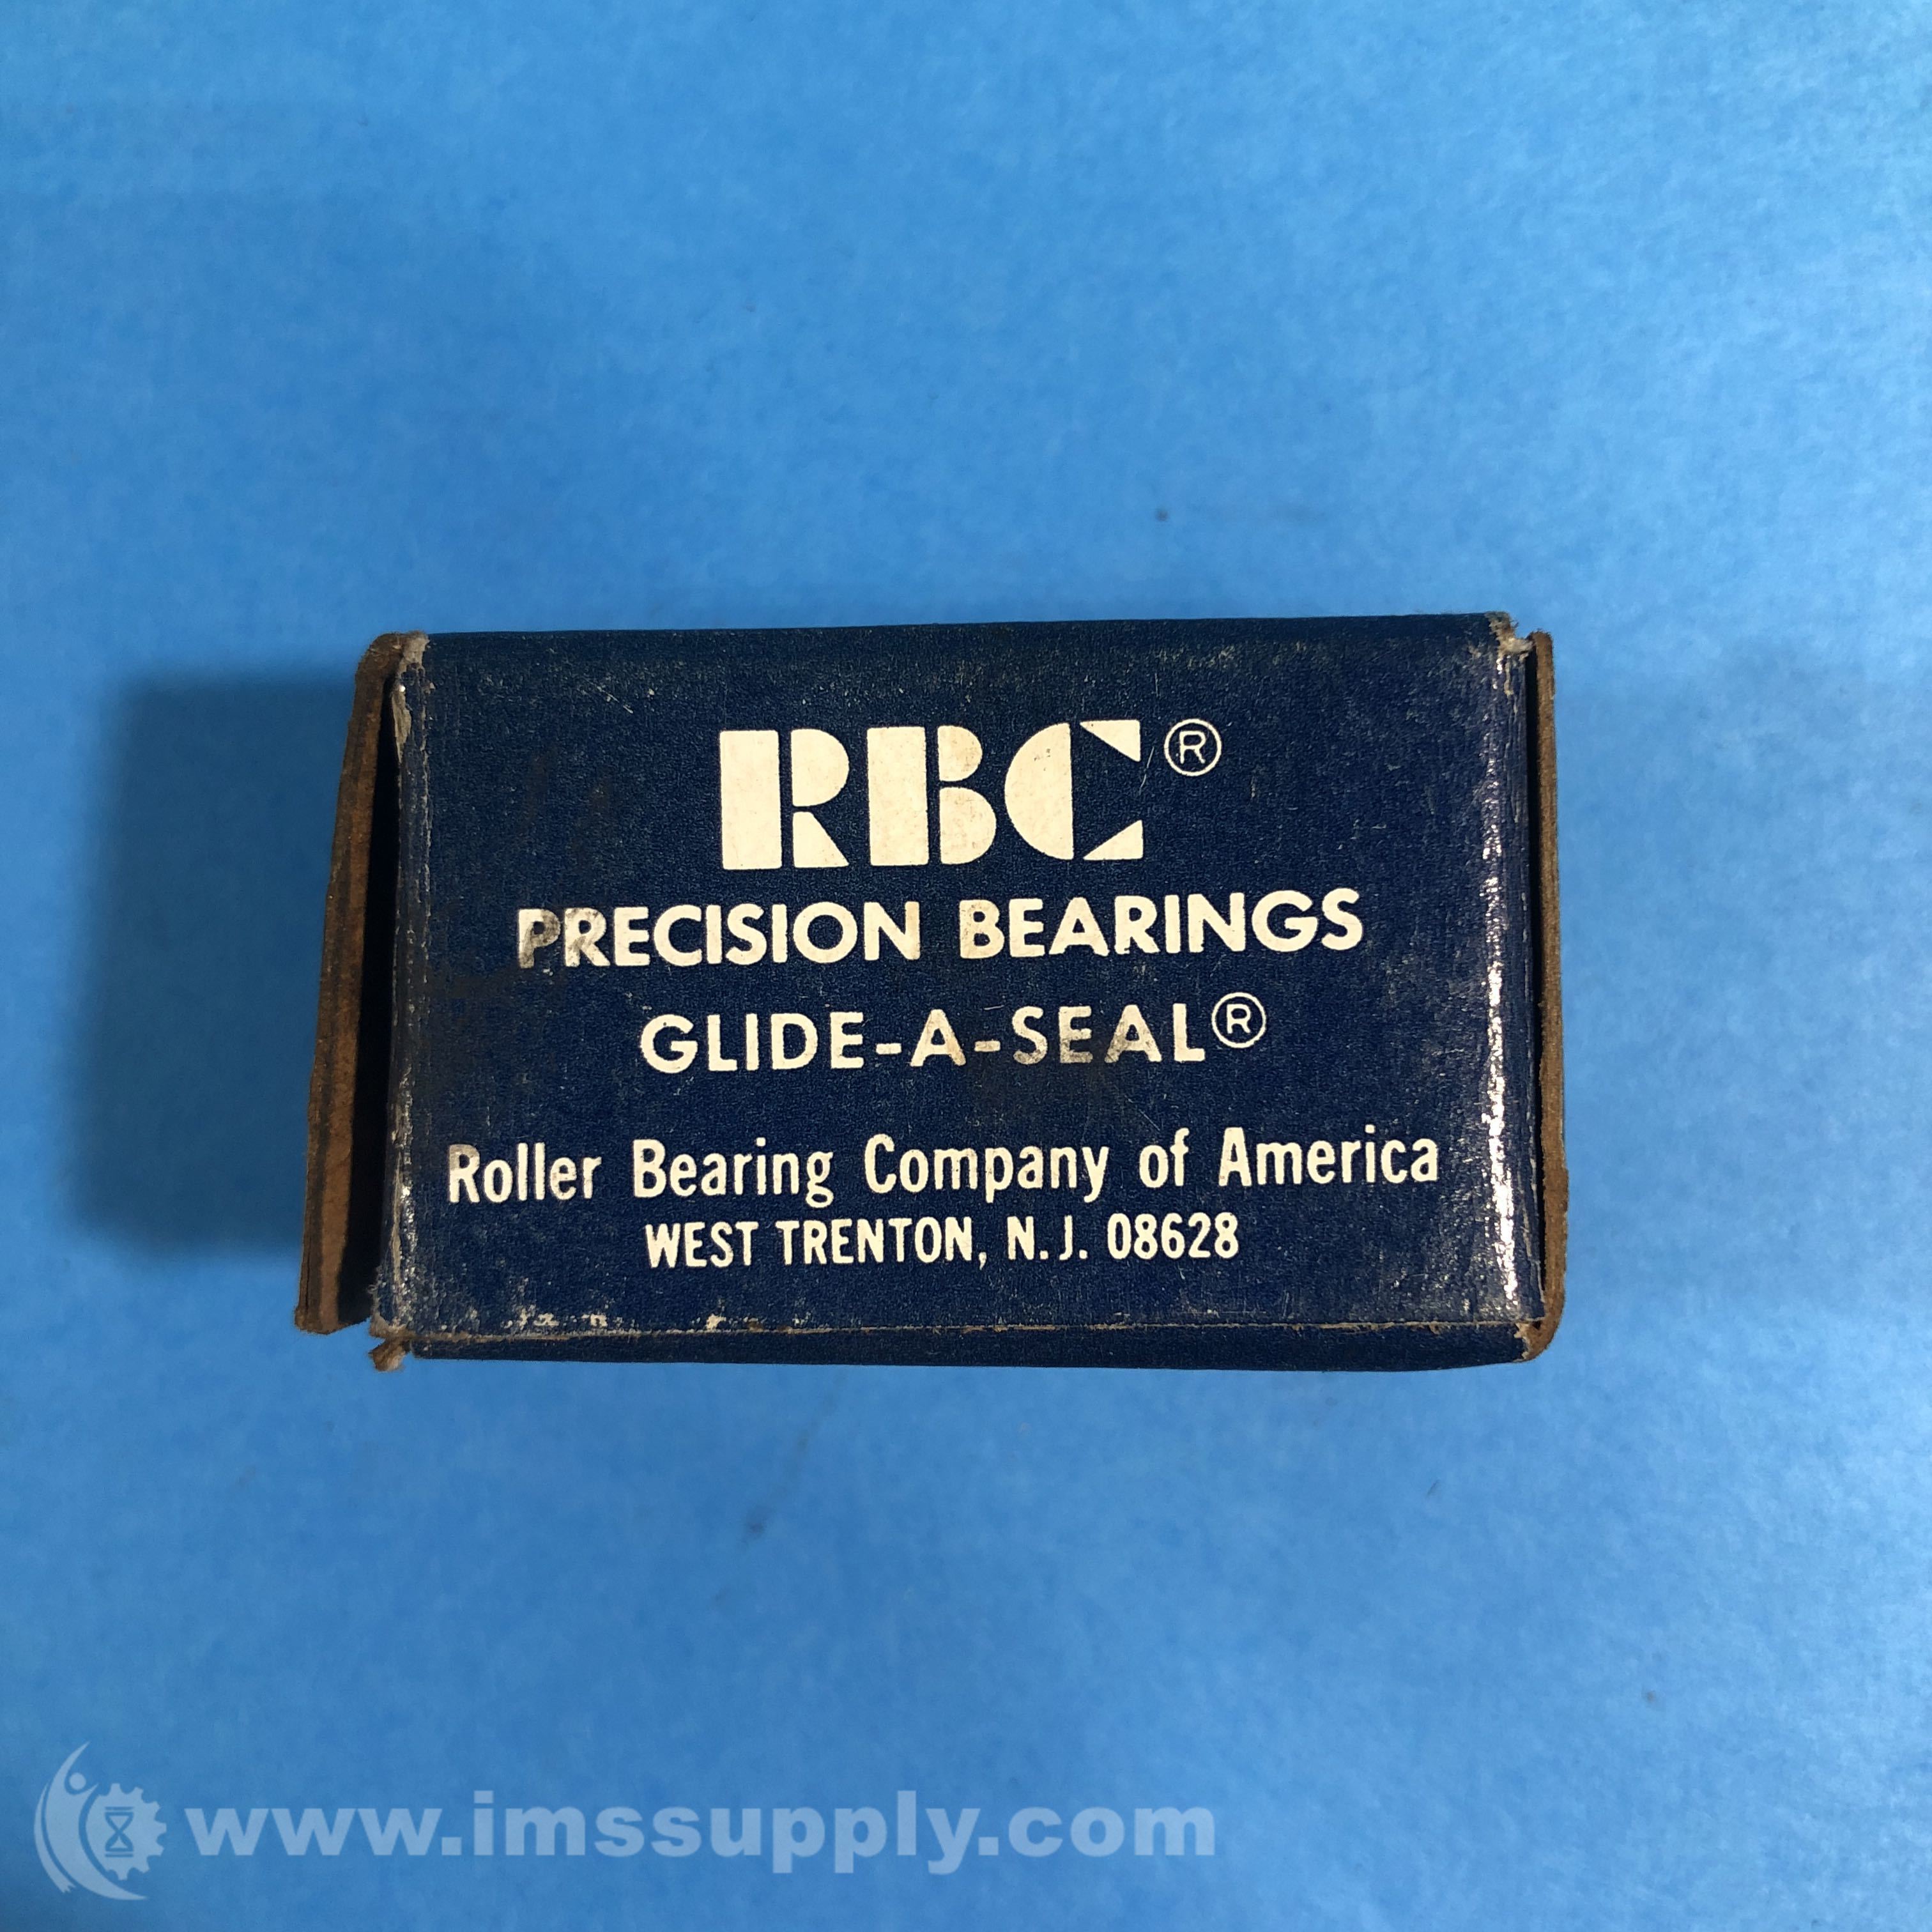 RBC®
PRECISION BEARINGS
GLIDE-A-SEAL®
Roller Bearing Company of America
WEST TRENTON, N.J. 08628
www.imssupply.com